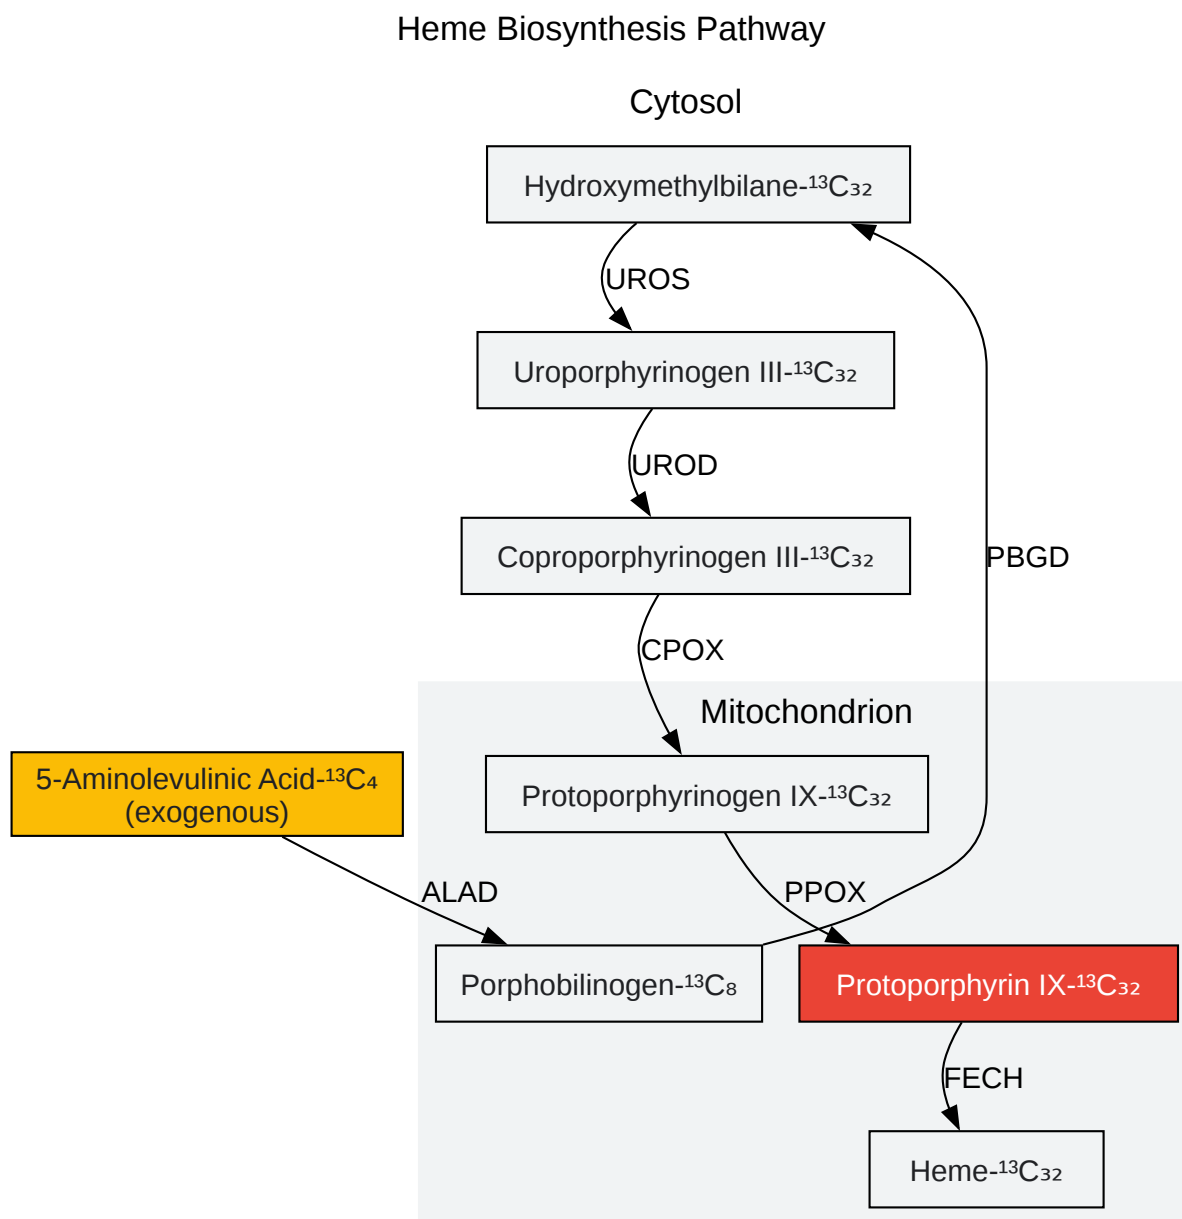 Heme Biosynthesis Pathway
Cytosol
Hydroxymethylbilane-¹³C₃₂
UROS
Uroporphyrinogen III-¹³C₃₂
UROD
Coproporphyrinogen III-¹³C₃₂
PBGD
CPOX
Mitochondrion
5-Aminolevulinic Acid-¹³C₄
(exogenous)
Protoporphyrinogen IX-¹³C₃₂
ALAD
PPOX
Porphobilinogen-¹³C₈
Protoporphyrin IX-¹³C₃₂
FECH
Heme-¹³C₃₂